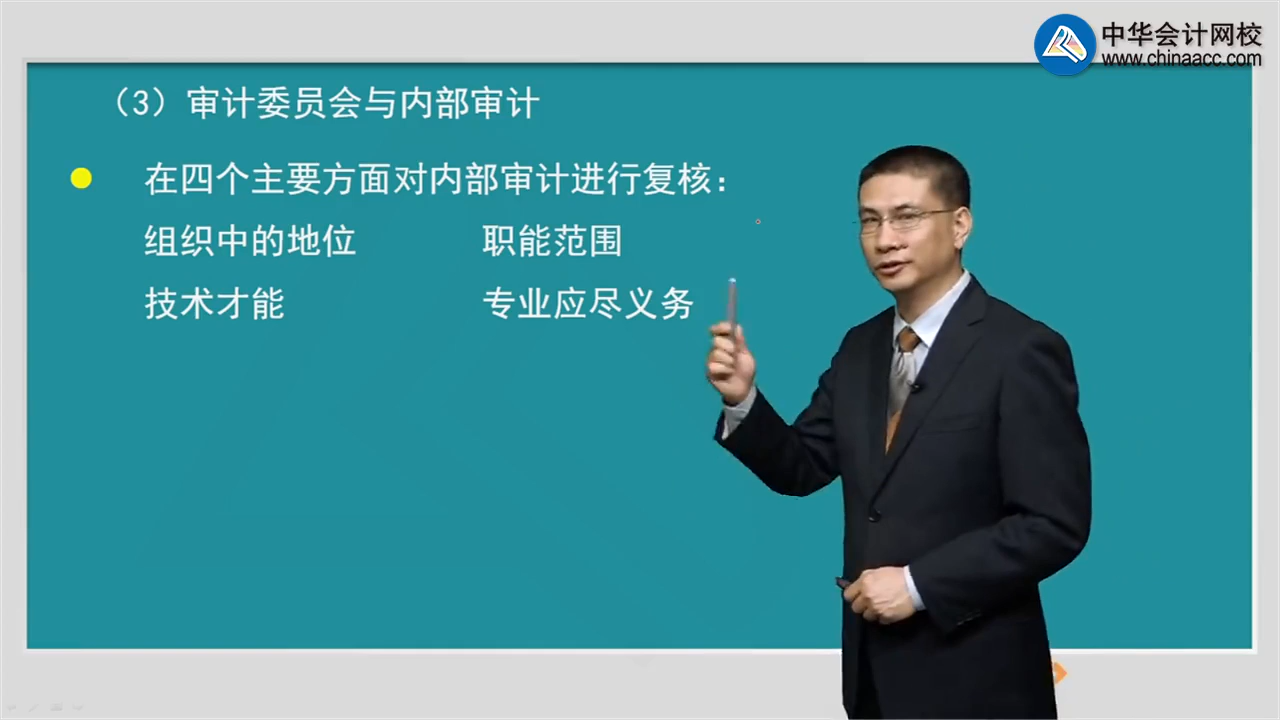 中华会计网校
www.chinaacc.com
（3）审计委员会与内部审计
在四个主要方面对内部审计进行复核：
组织中的地位 职能范围
技术才能 专业应尽义务